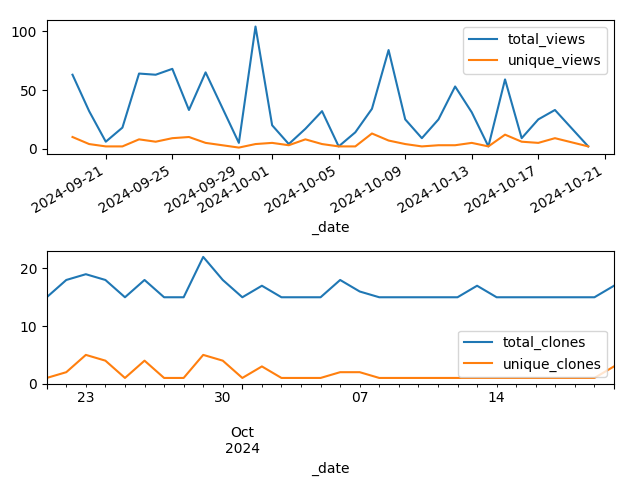 100
50
0
total_views
unique_views
2024-09-21
2024-09-25
2024-09-29
2024-10-01
2024-10-05
2024-10-09
2024-10-13
2024-10-17
2024-10-21
_date
20
10
0
total_clones
unique_clones
23
30
07
14
Oct
2024
_date